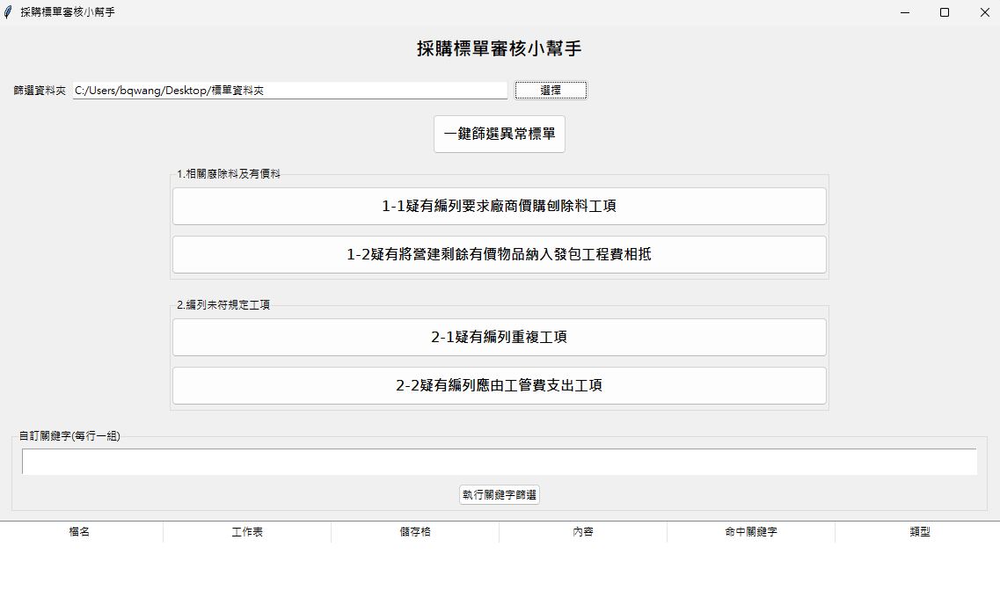 採購標單審核小幫手
採購標單審核小幫手
篩選資料夾 C:/Users/bqwang/Desktop/標單資料夾 選擇
一鍵篩選異常標單
1.相關廢除料及有價料
1-1疑有編列要求廠商價購刨除料工項
1-2疑有將營建剩餘有價物品納入發包工程費相抵
2.編列未符規定工項
2-1疑有編列重複工項
2-2疑有編列應由工管費支出工項
自訂關鍵字(每行一組)
執行關鍵字篩選
檔名 工作表 儲存格 內容 命中關鍵字 類型